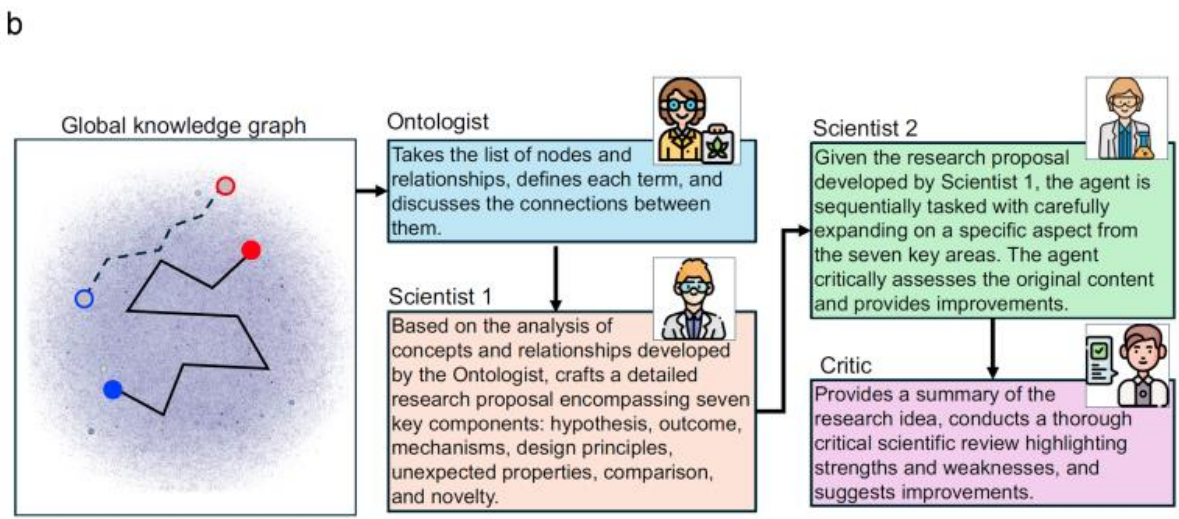 b
Global knowledge graph
Ontologist
Takes the list of nodes and
relationships, defines each term, and
discusses the connections between
them.
Scientist 1
Based on the analysis of
concepts and relationships developed
by the Ontologist, crafts a detailed
research proposal encompassing seven
key components: hypothesis, outcome,
mechanisms, design principles,
unexpected properties, comparison,
and novelty.
Scientist 2
Given the research proposal
developed by Scientist 1, the agent is
sequentially tasked with carefully
expanding on a specific aspect from
the seven key areas. The agent
critically assesses the original content
and provides improvements.
Critic
Provides a summary of the
research idea, conducts a thorough
critical scientific review highlighting
strengths and weaknesses, and
suggests improvements.